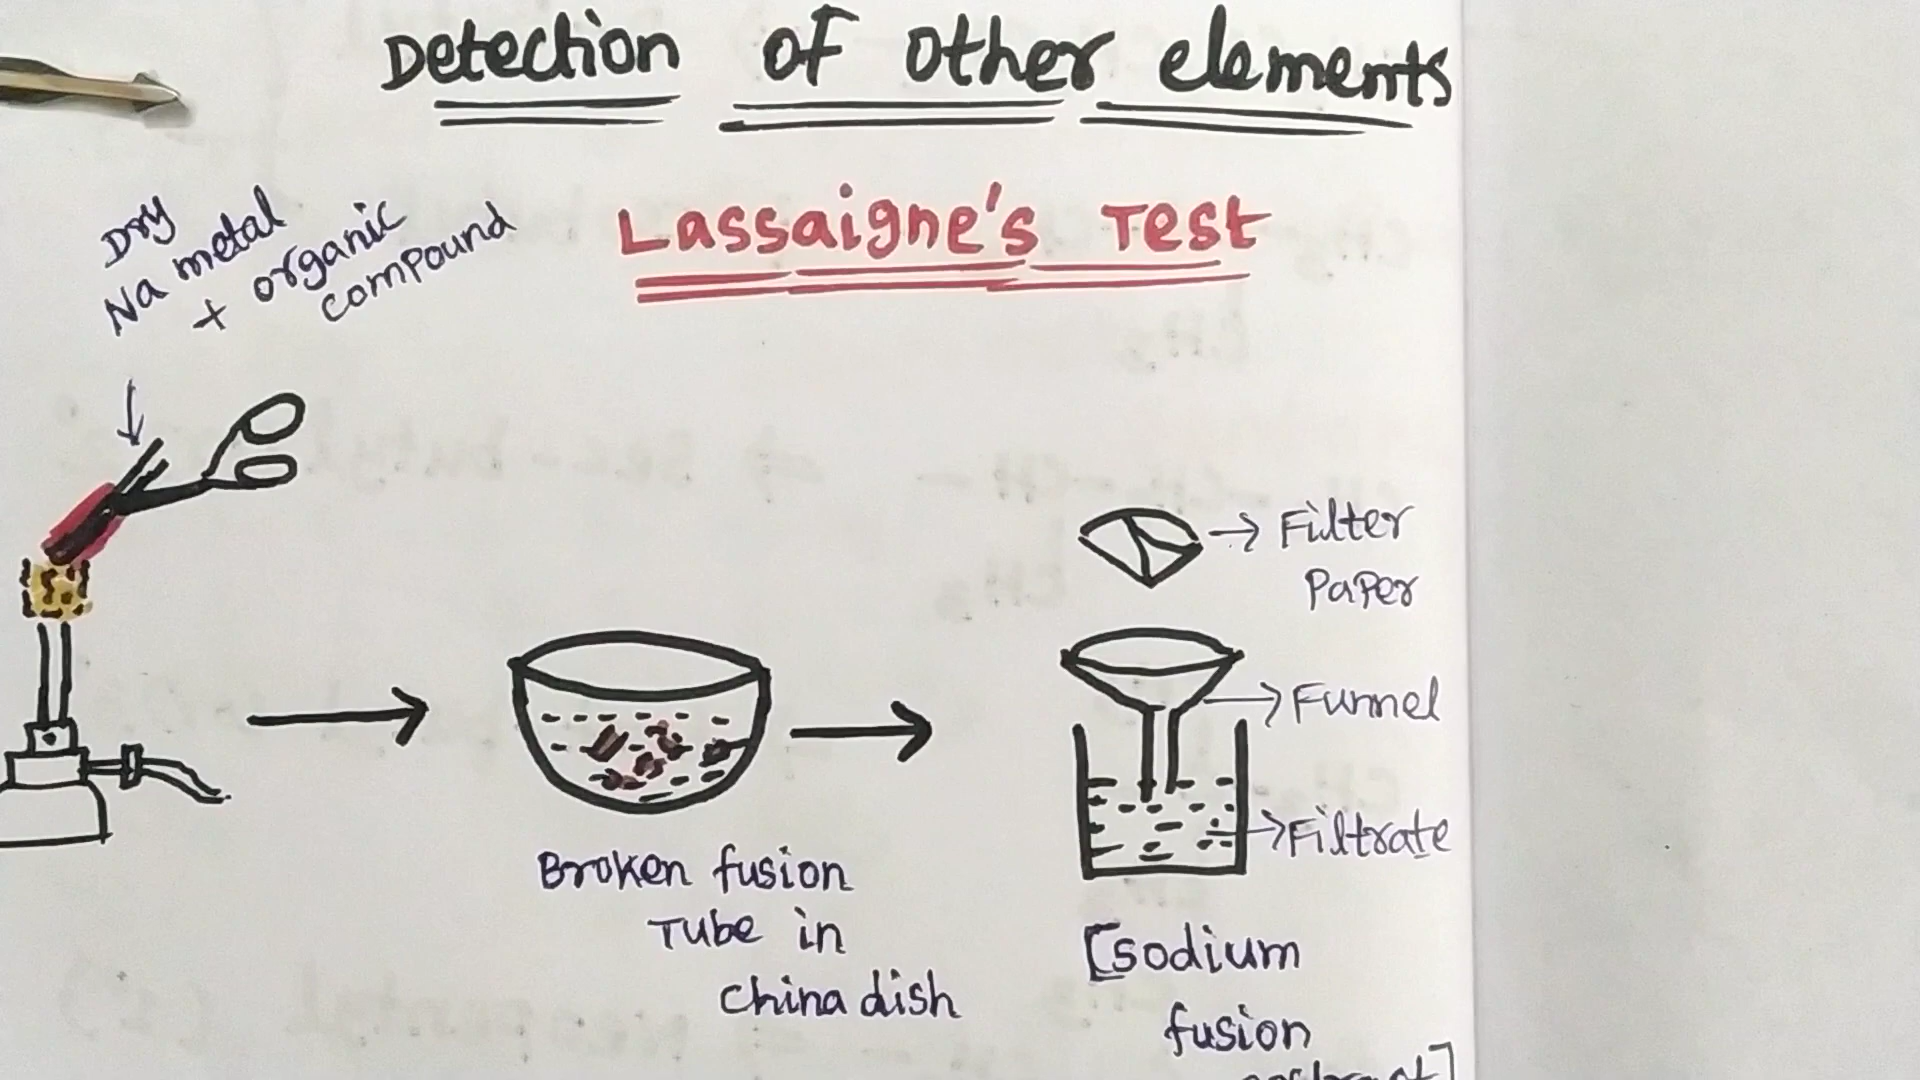 Detection of other elements
Lassaigne's Test
Dry
Na metal
+ organic
compound
→ Filter
Paper
→ Funnel
→ Filtrate
Broken fusion
Tube in
china dish
[sodium
fusion